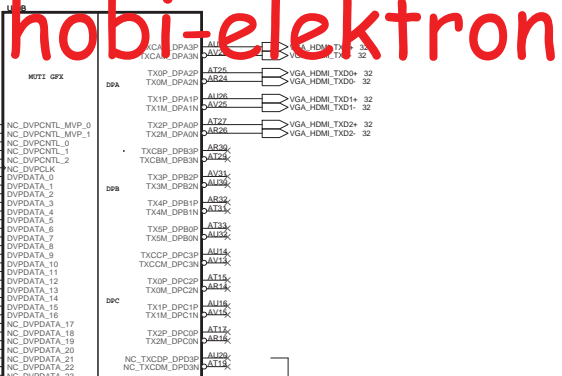 hobi-elektron
MUTI GFX
DPA
DPB
DPC
NC_DVPCNTL_MVP_0
NC_DVPCNTL_MVP_1
NC_DVPCNTL_0
NC_DVPCNTL_1
NC_DVPCNTL_2
NC_DVPCLK
DVPDATA_0
DVPDATA_1
DVPDATA_2
DVPDATA_3
DVPDATA_4
DVPDATA_5
DVPDATA_6
DVPDATA_7
DVPDATA_8
DVPDATA_9
DVPDATA_10
DVPDATA_11
DVPDATA_12
DVPDATA_13
DVPDATA_14
DVPDATA_15
DVPDATA_16
NC_DVPDATA_17
NC_DVPDATA_18
NC_DVPDATA_19
NC_DVPDATA_20
NC_DVPDATA_21
NC_DVPDATA_22
TX0P_DPA2P AT25 VGA_HDMI_TXD0+ 32
TX0M_DPA2N AR24 VGA_HDMI_TXD0- 32
TX1P_DPA1P AU26 VGA_HDMI_TXD1+ 32
TX1M_DPA1N AV25 VGA_HDMI_TXD1- 32
TX2P_DPA0P AT27 VGA_HDMI_TXD2+ 32
TX2M_DPA0N AR26 VGA_HDMI_TXD2- 32
TXCBP_DPB3P AR30
TXCBM_DPB3N AT29
TX3P_DPB2P AV31
TX3M_DPB2N AU30
TX4P_DPB1P AR32
TX4M_DPB1N AT31
TX5P_DPB0P AT33
TX5M_DPB0N AU32
TXCCP_DPC3P AU14
TXCCM_DPC3N AV13
TX0P_DPC2P AT15
TX0M_DPC2N AR14
TX1P_DPC1P AU16
TX1M_DPC1N AV15
TX2P_DPC0P AT17
TX2M_DPC0N AR16
NC_TXCDP_DPD3P AU20
NC_TXCDM_DPD3N AT19